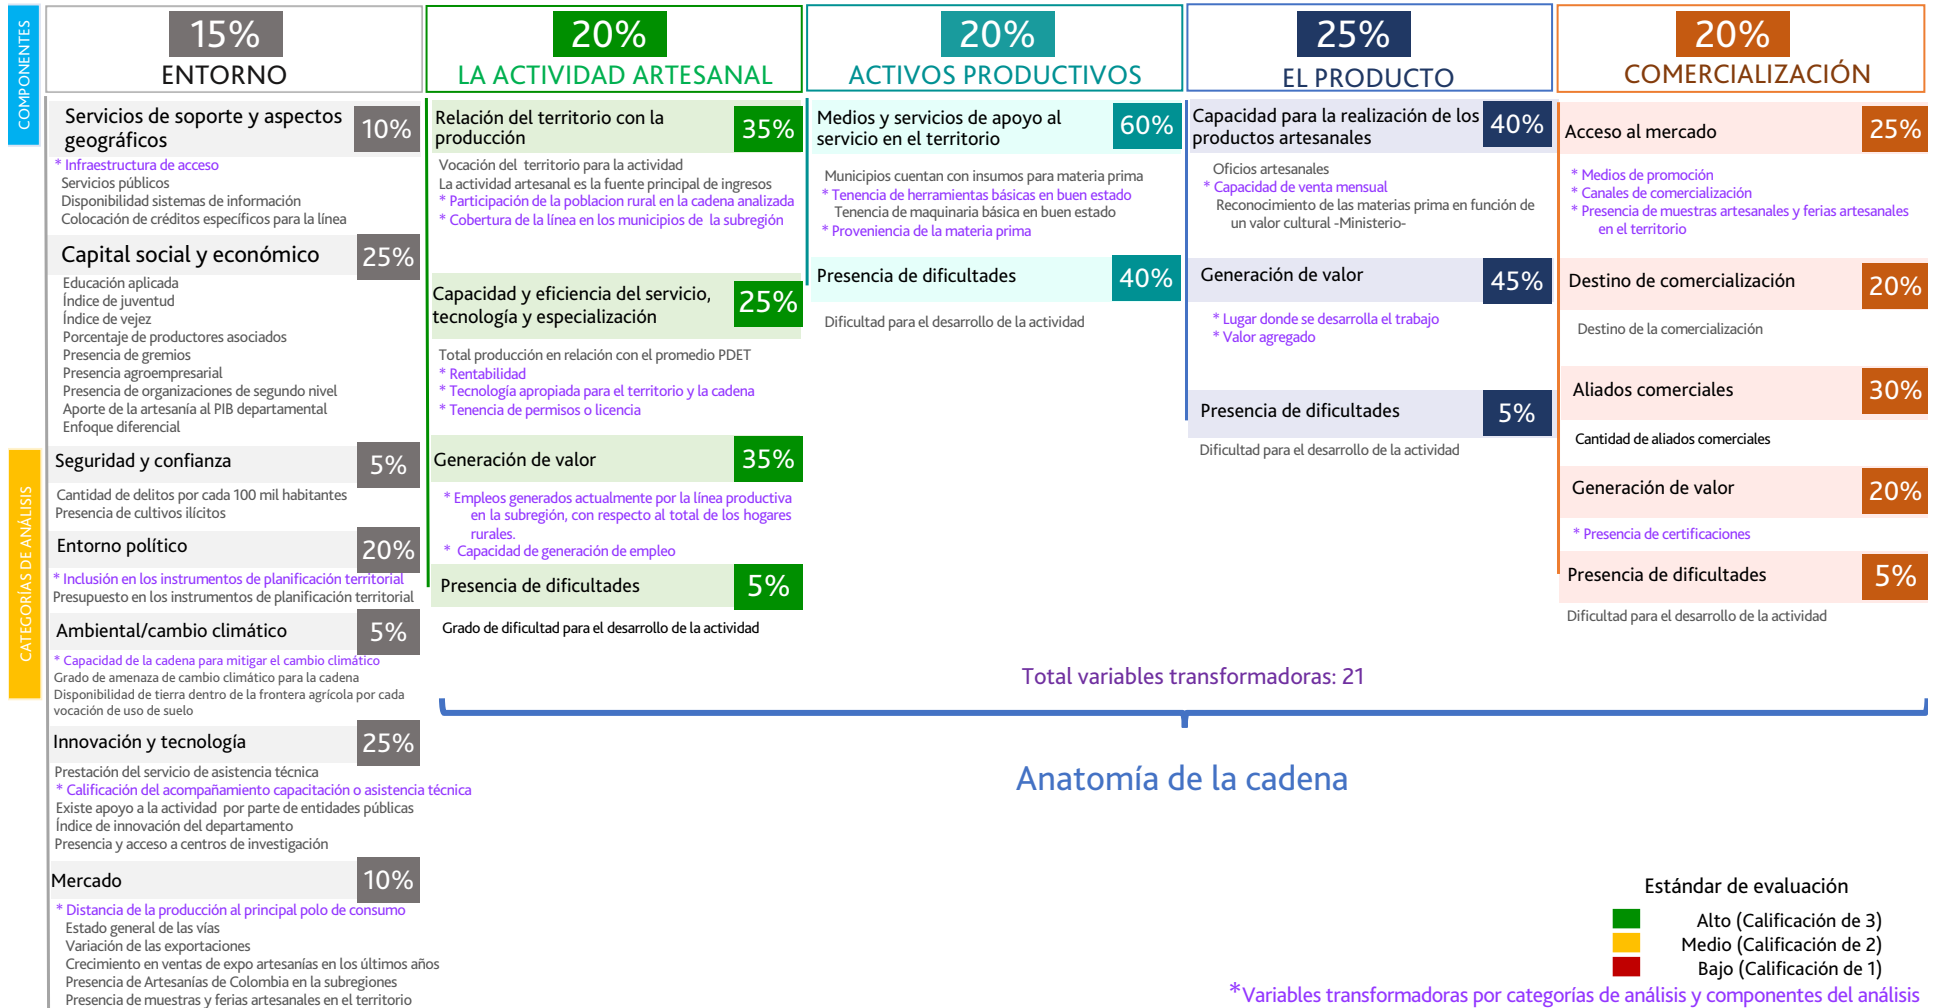 COMPONENTES
CATEGORÍAS DE ANÁLISIS
15%
ENTORNO
Servicios de soporte y aspectos
geográficos
10%
* Infraestructura de acceso
Servicios públicos
Disponibilidad sistemas de información
Colocación de créditos específicos para la línea
Capital social y económico
25%
Educación aplicada
Índice de juventud
Índice de vejez
Porcentaje de productores asociados
Presencia de gremios
Presencia agroempresarial
Presencia de organizaciones de segundo nivel
Aporte de la artesanía al PIB departamental
Enfoque diferencial
Seguridad y confianza
5%
Cantidad de delitos por cada 100 mil habitantes
Presencia de cultivos ilícitos
Entorno político
20%
* Inclusión en los instrumentos de planificación territorial
Presupuesto en los instrumentos de planificación territorial
Ambiental/cambio climático
5%
* Capacidad de la cadena para mitigar el cambio climático
Grado de amenaza de cambio climático para la cadena
Disponibilidad de tierra dentro de la frontera agrícola por cada
vocación de uso de suelo
Innovación y tecnología
25%
Prestación del servicio de asistencia técnica
* Calificación del acompañamiento capacitación o asistencia técnica
Existe apoyo a la actividad por parte de entidades públicas
Índice de innovación del departamento
Presencia y acceso a centros de investigación
Mercado
10%
* Distancia de la producción al principal polo de consumo
Estado general de las vías
Variación de las exportaciones
Crecimiento en ventas de expo artesanías en los últimos años
Presencia de Artesanías de Colombia en la subregiones
Presencia de muestras y ferias artesanales en el territorio
20%
LA ACTIVIDAD ARTESANAL
Relación del territorio con la
producción
35%
Vocación del territorio para la actividad
La actividad artesanal es la fuente principal de ingresos
* Participación de la poblacion rural en la cadena analizada
* Cobertura de la línea en los municipios de la subregión
Capacidad y eficiencia del servicio,
tecnología y especialización
25%
Total producción en relación con el promedio PDET
* Rentabilidad
* Tecnología apropiada para el territorio y la cadena
* Tenencia de permisos o licencia
Generación de valor
35%
* Empleos generados actualmente por la línea productiva
en la subregión, con respecto al total de los hogares
rurales.
* Capacidad de generación de empleo
Presencia de dificultades
5%
Grado de dificultad para el desarrollo de la actividad
20%
ACTIVOS PRODUCTIVOS
Medios y servicios de apoyo al
servicio en el territorio
60%
Municipios cuentan con insumos para materia prima
* Tenencia de herramientas básicas en buen estado
Tenencia de maquinaria básica en buen estado
* Proveniencia de la materia prima
Presencia de dificultades
40%
Dificultad para el desarrollo de la actividad
25%
EL PRODUCTO
Capacidad para la realización de los
productos artesanales
40%
Oficios artesanales
* Capacidad de venta mensual
Reconocimiento de las materias prima en función de
un valor cultural -Ministerio-
Generación de valor
45%
* Lugar donde se desarrolla el trabajo
* Valor agregado
Presencia de dificultades
5%
Dificultad para el desarrollo de la actividad
20%
COMERCIALIZACIÓN
Acceso al mercado
25%
* Medios de promoción
* Canales de comercialización
* Presencia de muestras artesanales y ferias artesanales
en el territorio
Destino de comercialización
20%
Destino de la comercialización
Aliados comerciales
30%
Cantidad de aliados comerciales
Generación de valor
20%
* Presencia de certificaciones
Presencia de dificultades
5%
Dificultad para el desarrollo de la actividad
Total variables transformadoras: 21
Anatomía de la cadena
Estándar de evaluación
Alto (Calificación de 3)
Medio (Calificación de 2)
Bajo (Calificación de 1)
*Variables transformadoras por categorías de análisis y componentes del análisis